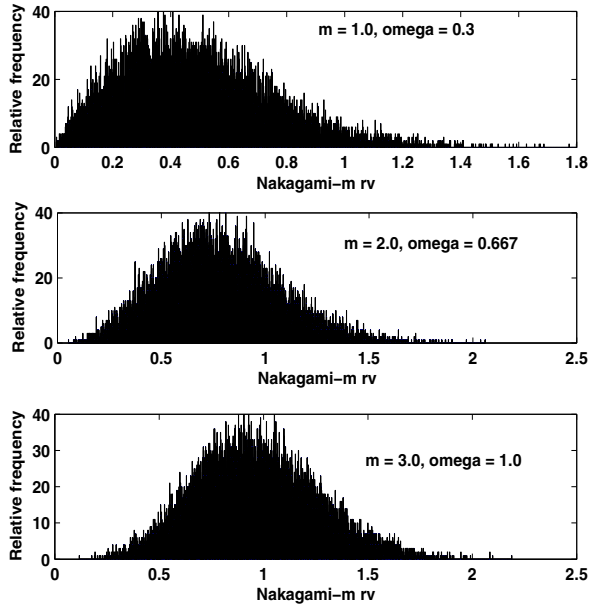 Relative frequency
40
20
0
m = 1.0, omega = 0.3
0 0.2 0.4 0.6 0.8 1 1.2 1.4 1.6 1.8
Nakagami-m rv
Relative frequency
40
20
0
m = 2.0, omega = 0.667
0 0.5 1 1.5 2 2.5
Nakagami-m rv
Relative frequency
40
30
20
10
0
m = 3.0, omega = 1.0
0 0.5 1 1.5 2 2.5
Nakagami-m rv